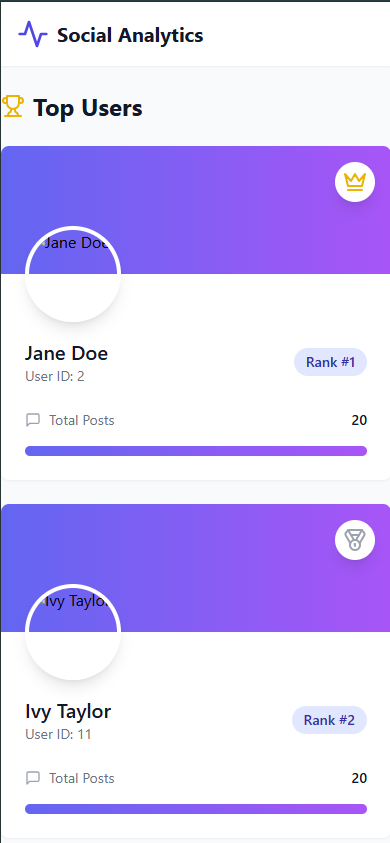 Social Analytics
Top Users
Jane Doe
Jane Doe
User ID: 2
Rank #1
Total Posts
20
Ivy Taylor
Ivy Taylor
User ID: 11
Rank #2
Total Posts
20